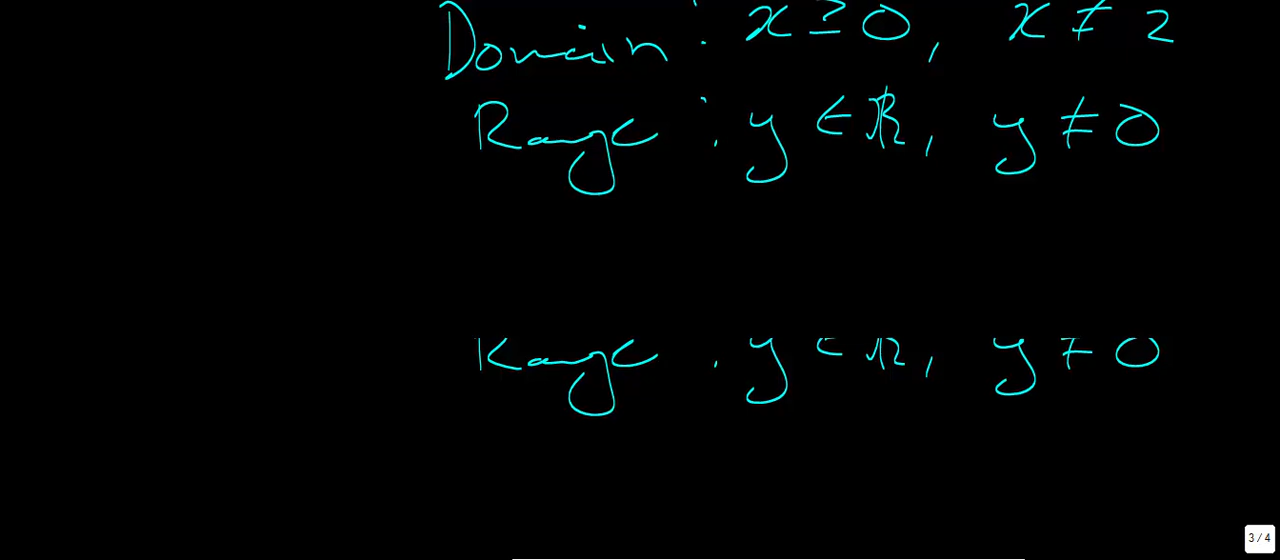 Domain : x ≥ 0, x ≠ 2
Range : y ∈ ℝ, y ≠ 0
Range : y ∈ ℝ, y ≠ 0
3 / 4